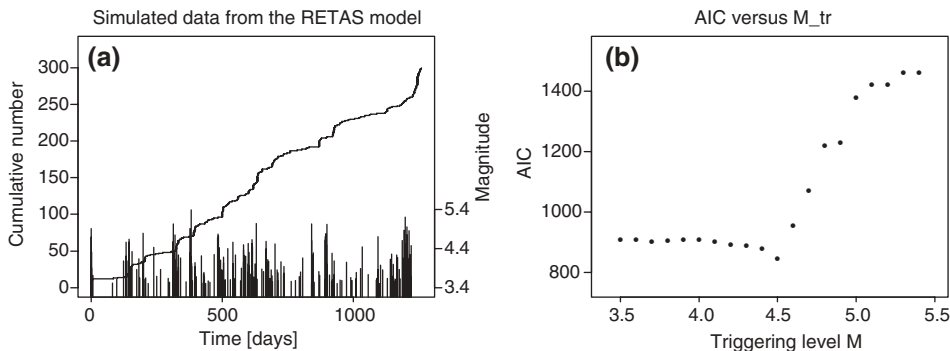 Simulated data from the RETAS model
(a)
Cumulative number
300
250
200
150
100
50
0
0
500
1000
Time [days]
Magnitude
5.4
4.4
3.4
AIC versus M_tr
(b)
AIC
1400
1200
1000
800
3.5
4.0
4.5
5.0
5.5
Triggering level M